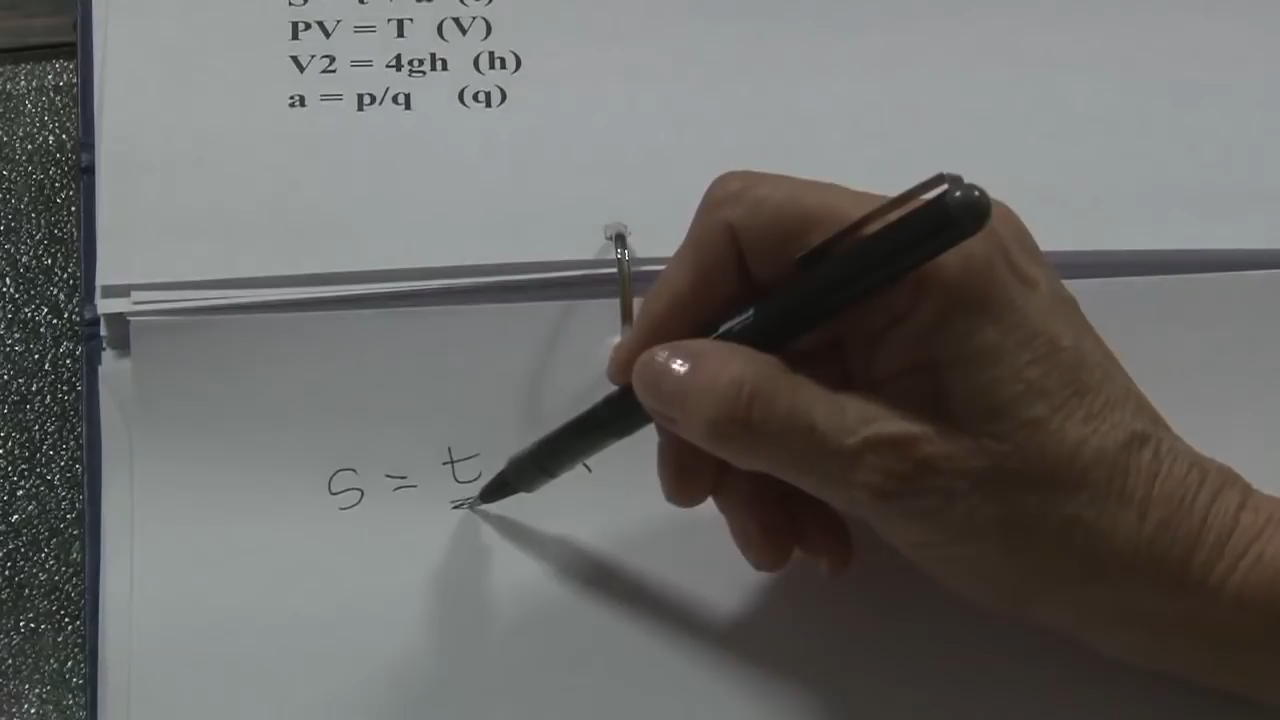 PV = T (V)
V2 = 4gh (h)
a = p/q (q)
S = t